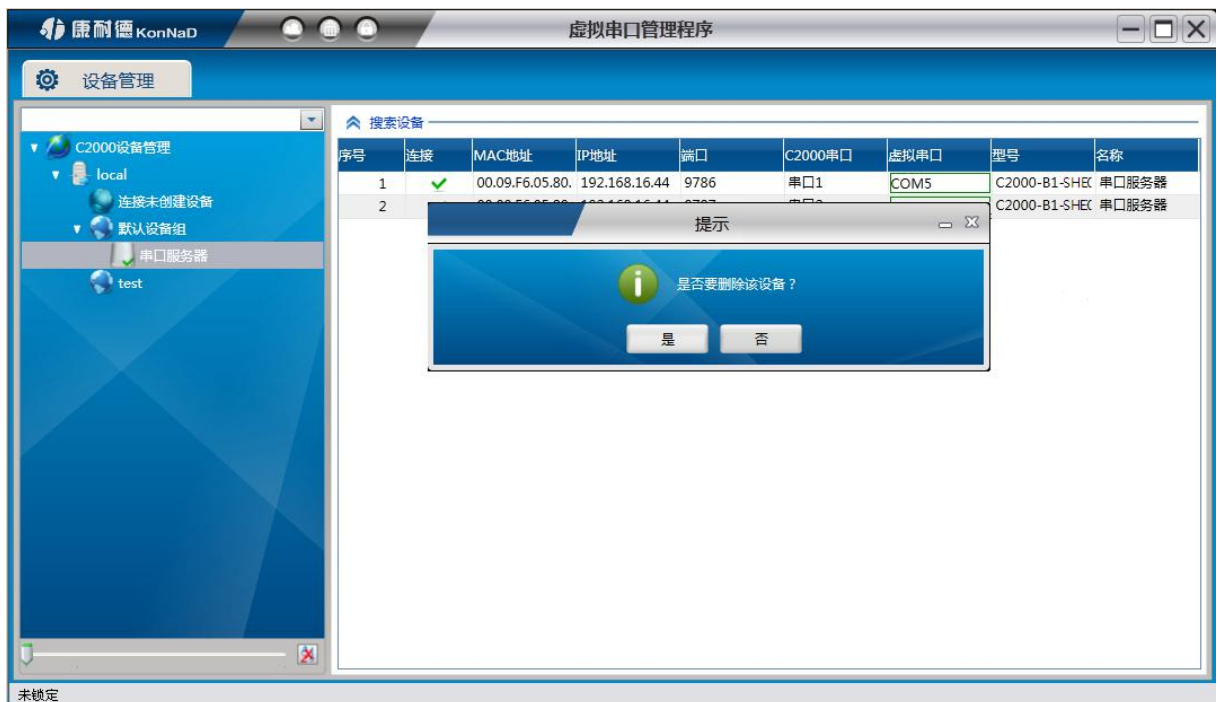 康耐德 KonNaD
虚拟串口管理程序
设备管理
C2000设备管理
local
连接未创建设备
默认设备组
串口服务器
test
搜索设备
序号 连接 MAC地址 IP地址 端口 C2000串口 虚拟串口 型号 名称
1 00.09.F6.05.80. 192.168.16.44 9786 串口1 COM5 C2000-B1-SHE 串口服务器
2 C2000-B1-SHE 串口服务器
提示
是否要删除该设备？
是 否
未锁定